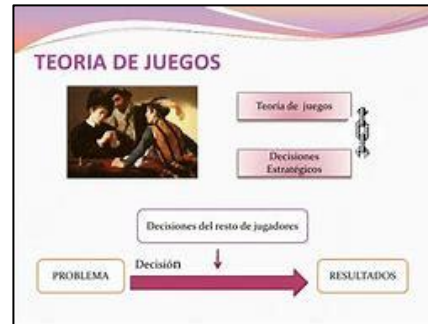 TEORIA DE JUEGOS
Teoría de juegos
Decisiones
Estratégicos
Decisiones del resto de jugadores
PROBLEMA
Decisión
RESULTADOS